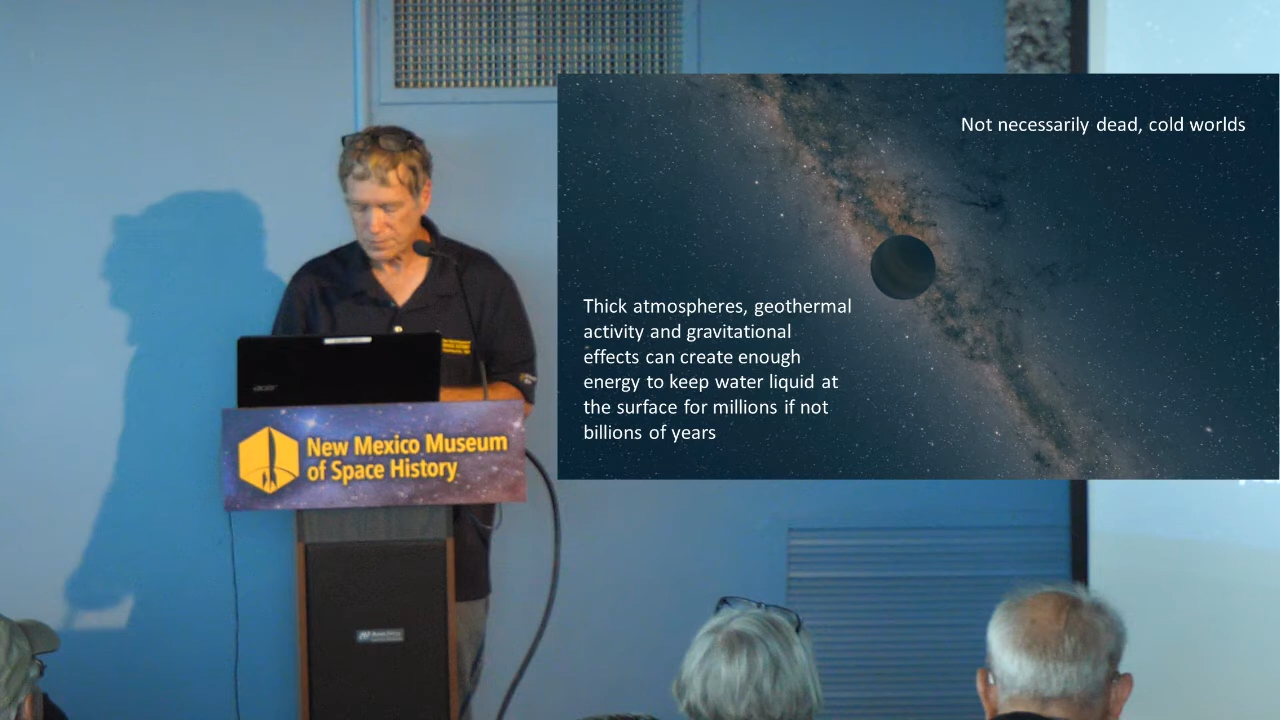 Not necessarily dead, cold worlds
Thick atmospheres, geothermal
activity and gravitational
effects can create enough
energy to keep water liquid at
the surface for millions if not
billions of years
acer
New Mexico Museum
of Space History